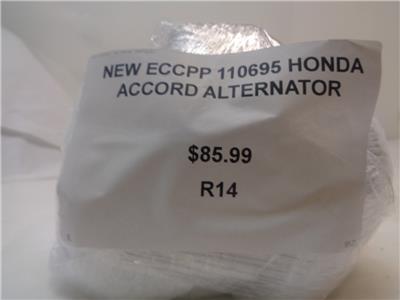 NEW ECCPP 110695 HONDA
ACCORD ALTERNATOR
$85.99
R14